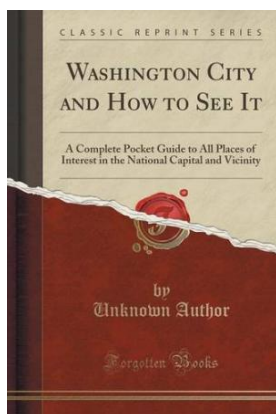 CLASSIC REPRINT SERIES
WASHINGTON CITY
AND HOW TO SEE IT
A Complete Pocket Guide to All Places of
Interest in the National Capital and Vicinity
by
Unknown Author
Forgotten Books